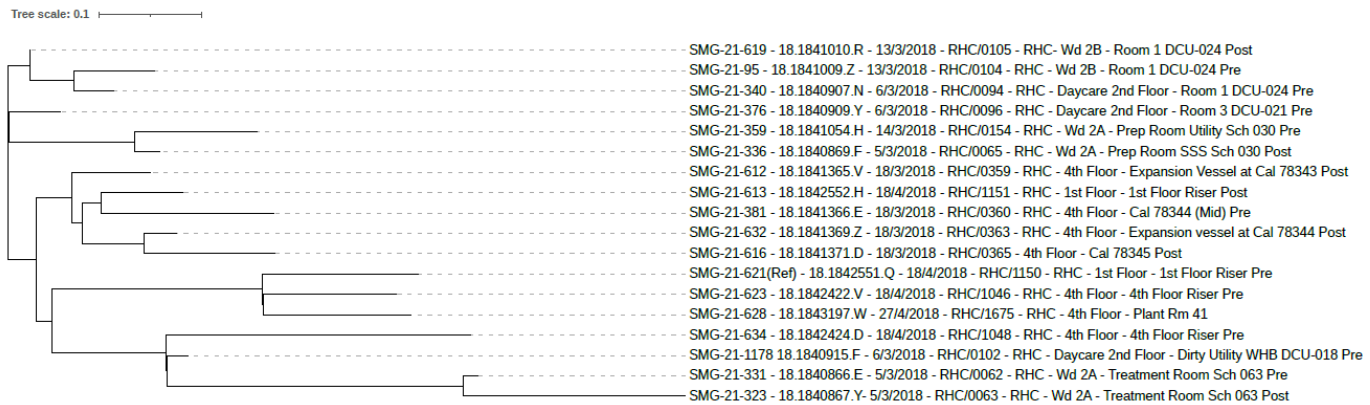 Tree scale: 0.1
SMG-21-619 - 18.1841010.R - 13/3/2018 - RHC/0105 - RHC- Wd 2B - Room 1 DCU-024 Post
SMG-21-95 - 18.1841009.Z - 13/3/2018 - RHC/0104 - RHC - Wd 2B - Room 1 DCU-024 Pre
SMG-21-340 - 18.1840907.N - 6/3/2018 - RHC/0094 - RHC - Daycare 2nd Floor - Room 1 DCU-024 Pre
SMG-21-376 - 18.1840909.Y - 6/3/2018 - RHC/0096 - Daycare 2nd Floor - Room 3 DCU-021 Pre
SMG-21-359 - 18.1841054.H - 14/3/2018 - RHC/0154 - RHC - Wd 2A - Prep Room Utility Sch 030 Pre
SMG-21-336 - 18.1840869.F - 5/3/2018 - RHC/0065 - Wd 2A - Prep Room SSS Sch 030 Post
SMG-21-612 - 18.1841365.V - 18/3/2018 - RHC/0359 - RHC - 4th Floor - Expansion Vessel at Cal 78343 Post
SMG-21-613 - 18.1842552.H - 18/4/2018 - RHC/1151 - RHC - 1st Floor - 1st Floor Riser Post
SMG-21-381 - 18.1841366.E - 18/3/2018 - RHC/0360 - RHC - 4th Floor - Cal 78344 (Mid) Pre
SMG-21-632 - 18.1841369.Z - 18/3/2018 - RHC/0363 - RHC - 4th Floor - Expansion vessel at Cal 78344 Post
SMG-21-616 - 18.1841371.D - 18/3/2018 - RHC/0365 - 4th Floor - Cal 78345 Post
SMG-21-621(Ref) - 18.1842551.Q - 18/4/2018 - RHC/1150 - RHC - 1st Floor - 1st Floor Riser Pre
SMG-21-623 - 18.1842422.V - 18/4/2018 - RHC/1046 - RHC - 4th Floor - 4th Floor Riser Pre
SMG-21-628 - 18.1843197.W - 27/4/2018 - RHC/1675 - RHC - 4th Floor - Plant Rm 41
SMG-21-634 - 18.1842424.D - 18/4/2018 - RHC/1048 - RHC - 4th Floor - 4th Floor Riser Pre
SMG-21-1178 18.1840915.F - 6/3/2018 - RHC/0102 - RHC - Daycare 2nd Floor - Dirty Utility WHB DCU-018 Pre
SMG-21-331 - 18.1840866.E - 5/3/2018 - RHC/0062 - RHC - Wd 2A - Treatment Room Sch 063 Pre
SMG-21-323 - 18.1840867.Y- 5/3/2018 - RHC/0063 - RHC - Wd 2A - Treatment Room Sch 063 Post